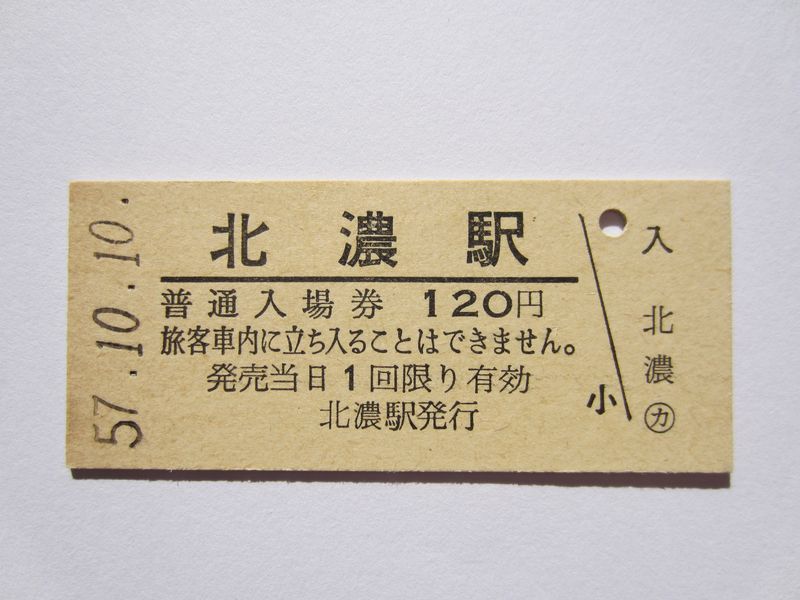 57.10.10.
北濃駅
普通入場券 120円
旅客車内に立ち入ることはできません。
発売当日1回限り有効
北濃駅発行
小
入
北濃
㋕